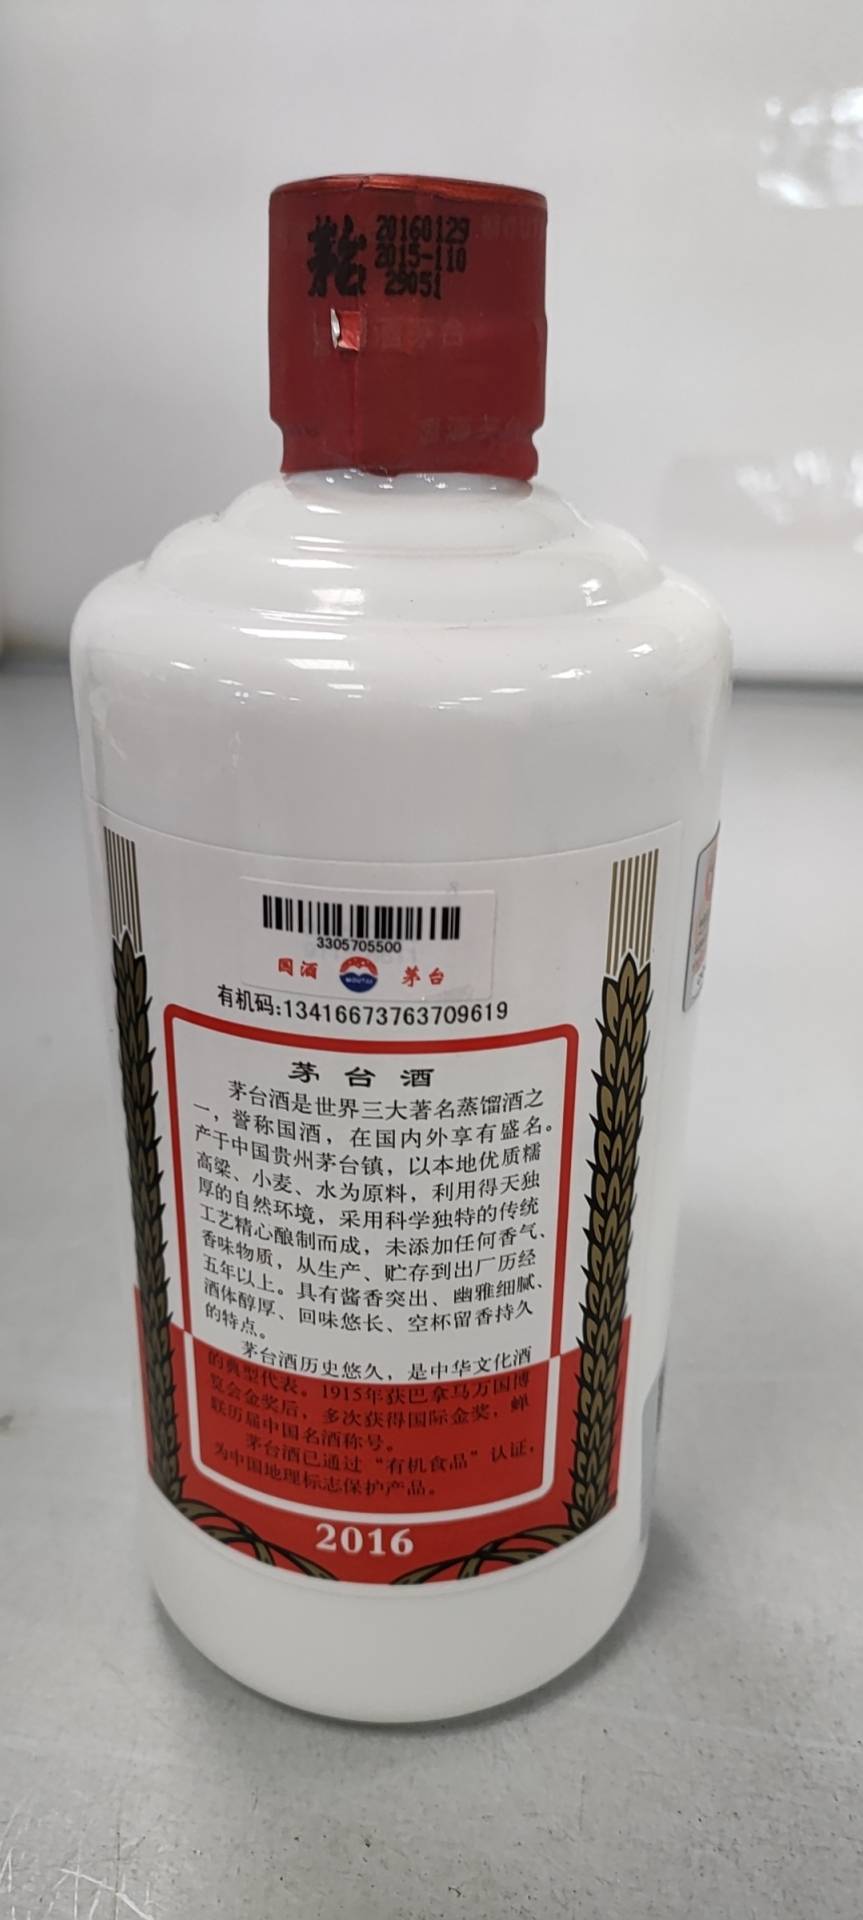 茅台
20160129
2015-110
29051
3305705500
国酒
MOUTAI
茅台
有机码:13416673763709619
茅台酒
茅台酒是世界三大著名蒸馏酒之
一，誉称国酒，在国内外享有盛名。
产于中国贵州茅台镇，以本地优质糯
高粱、小麦、水为原料，利用得天独
厚的自然环境，采用科学独特的传统
工艺精心酿制而成，未添加任何香气、
香味物质，从生产、贮存到出厂历经
五年以上。具有酱香突出、幽雅细腻、
酒体醇厚、回味悠长、空杯留香持久
的特点。
茅台酒历史悠久，是中华文化酒
的典型代表。1915年获巴拿马万国博
览会金奖后，多次获得国际金奖，蝉
联历届中国名酒称号。
茅台酒已通过“有机食品”认证，
为中国地理标志保护产品。
2016